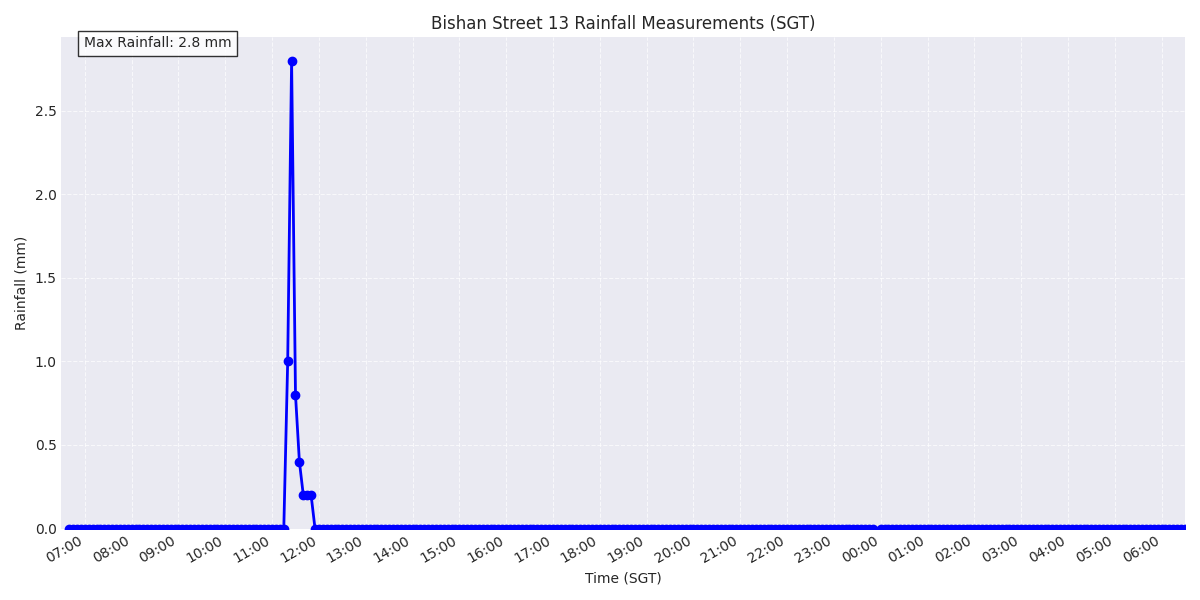 Bishan Street 13 Rainfall Measurements (SGT)
Max Rainfall: 2.8 mm
2.5
2.0
1.5
1.0
0.5
0.0
Rainfall (mm)
07:00 08:00 09:00 10:00 11:00 12:00 13:00 14:00 15:00 16:00 17:00 18:00 19:00 20:00 21:00 22:00 23:00 00:00 01:00 02:00 03:00 04:00 05:00 06:00
Time (SGT)